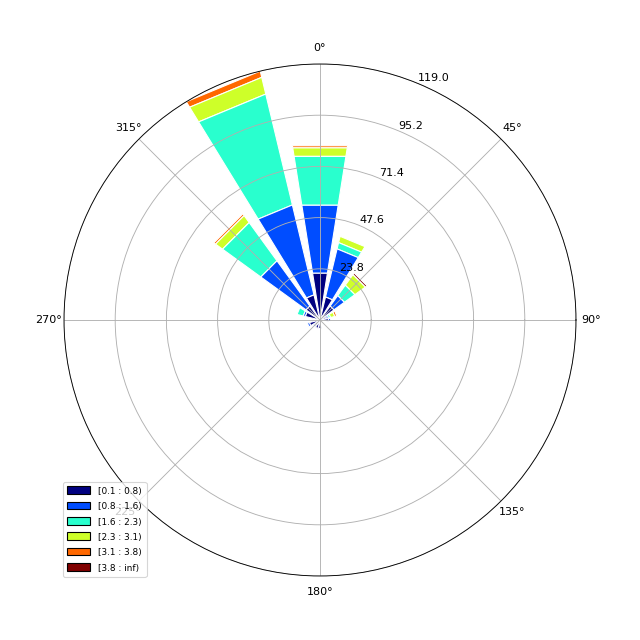 0°
119.0
315°
95.2
45°
71.4
47.6
23.8
270°
90°
[0.1 : 0.8)
[0.8 : 1.6)
225°
135°
[1.6 : 2.3)
[2.3 : 3.1)
[3.1 : 3.8)
[3.8 : inf)
180°